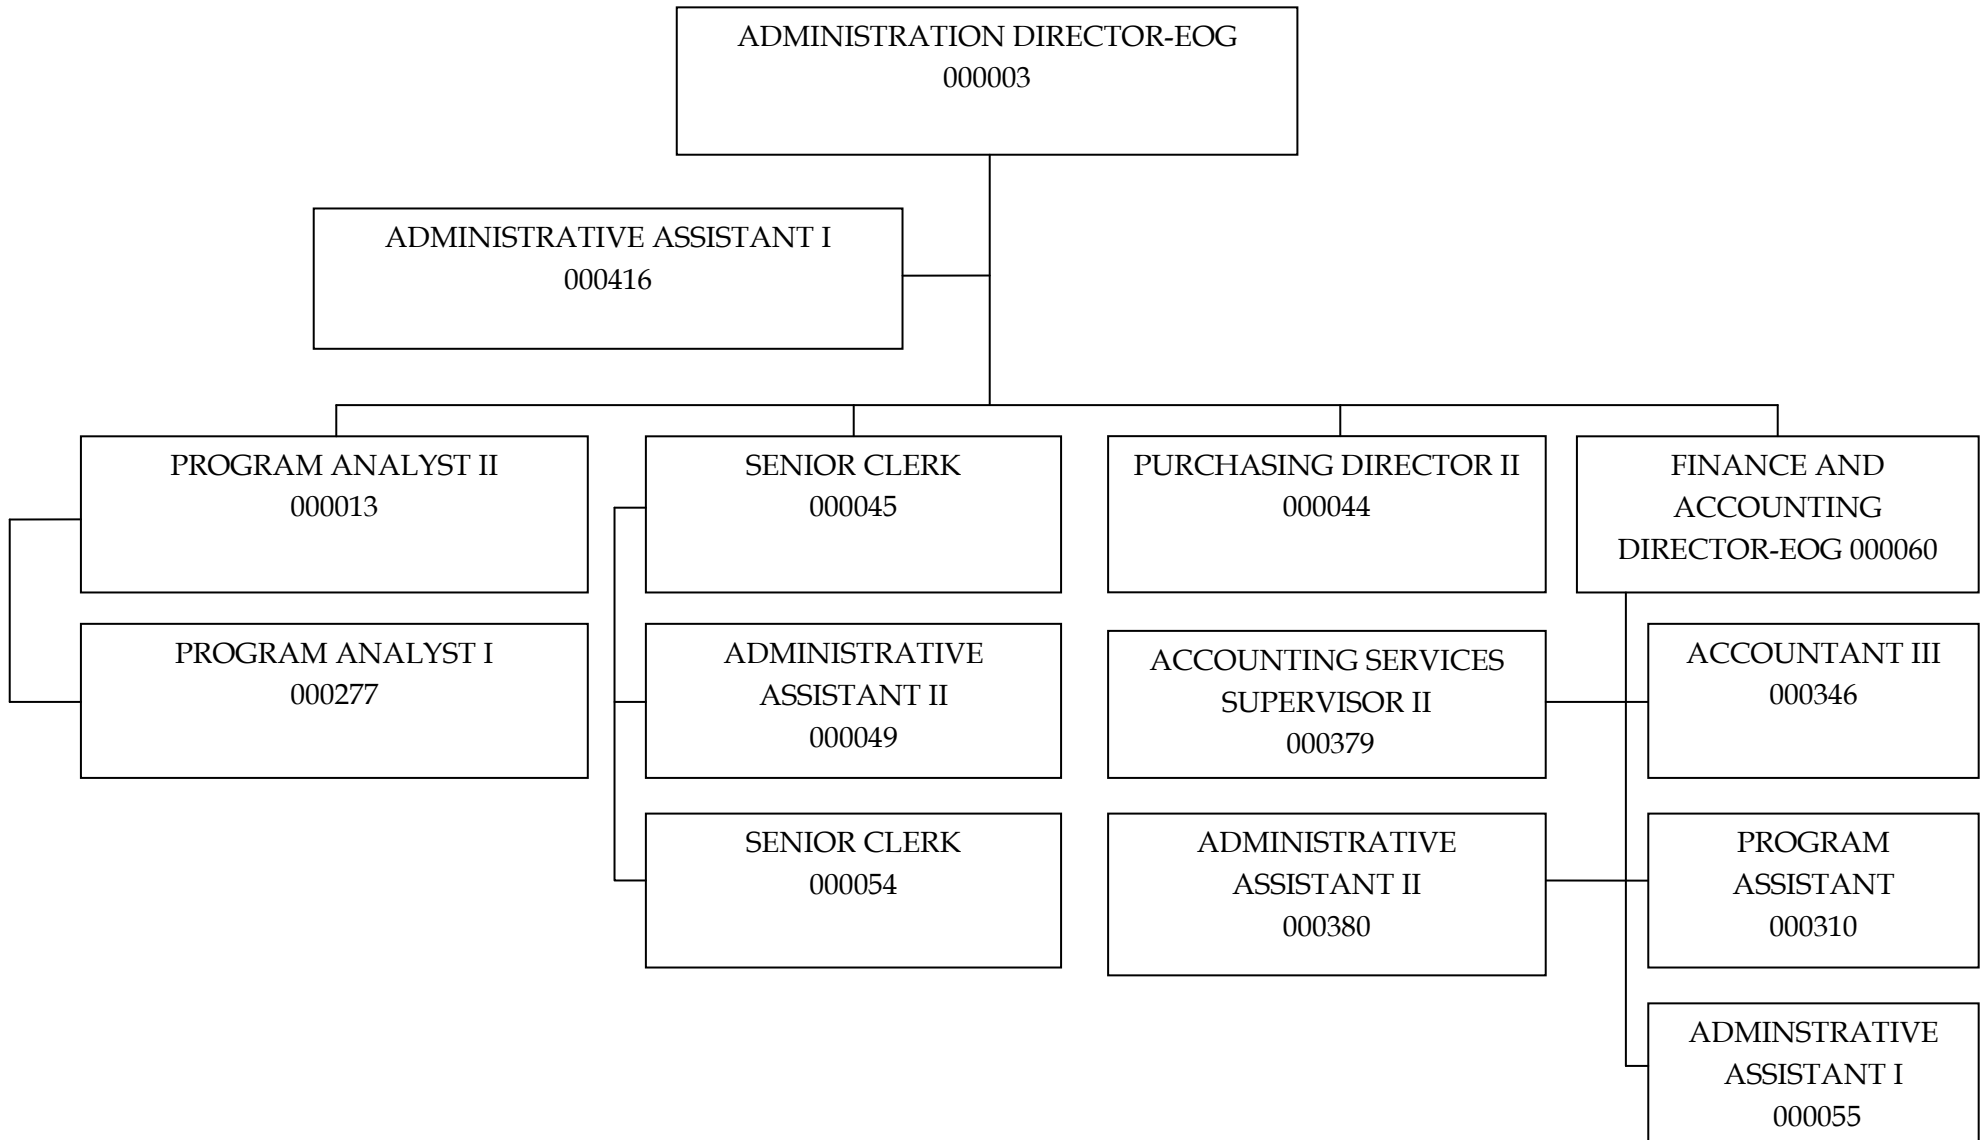 ADMINISTRATION DIRECTOR-EOG
000003
ADMINISTRATIVE ASSISTANT I
000416
PROGRAM ANALYST II
000013
SENIOR CLERK
000045
PURCHASING DIRECTOR II
000044
FINANCE AND
ACCOUNTING
DIRECTOR-EOG 000060
PROGRAM ANALYST I
000277
ADMINISTRATIVE
ASSISTANT II
000049
ACCOUNTING SERVICES
SUPERVISOR II
000379
ACCOUNTANT III
000346
SENIOR CLERK
000054
ADMINISTRATIVE
ASSISTANT II
000380
PROGRAM
ASSISTANT
000310
ADMINSTRATIVE
ASSISTANT I
000055